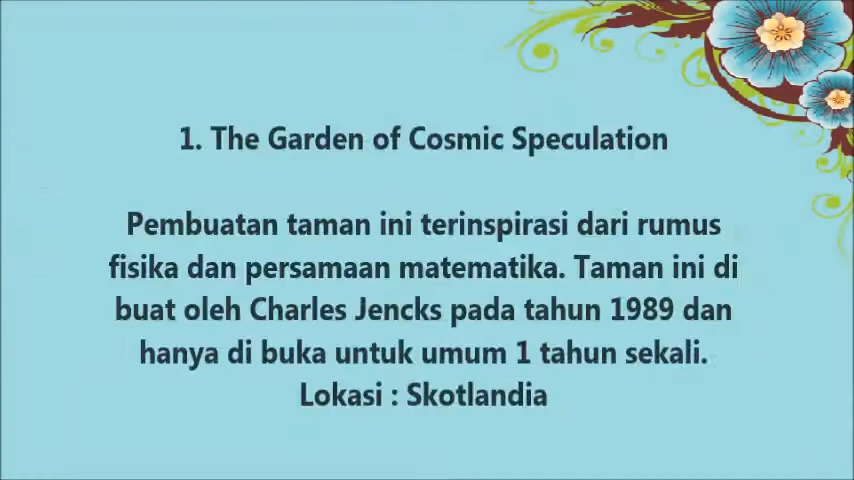 1. The Garden of Cosmic Speculation
Pembuatan taman ini terinspirasi dari rumus
fisika dan persamaan matematika. Taman ini di
buat oleh Charles Jencks pada tahun 1989 dan
hanya di buka untuk umum 1 tahun sekali.
Lokasi : Skotlandia